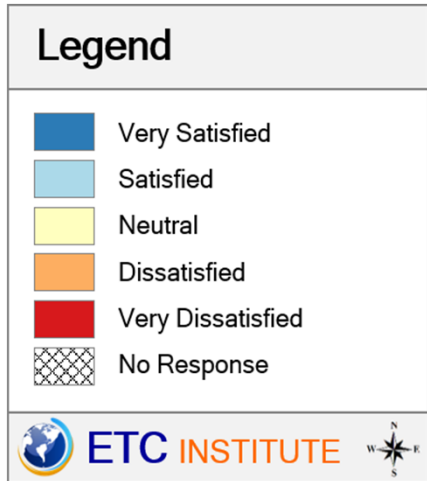 Legend
Very Satisfied
Satisfied
Neutral
Dissatisfied
Very Dissatisfied
No Response
ETC INSTITUTE
N
W E
S